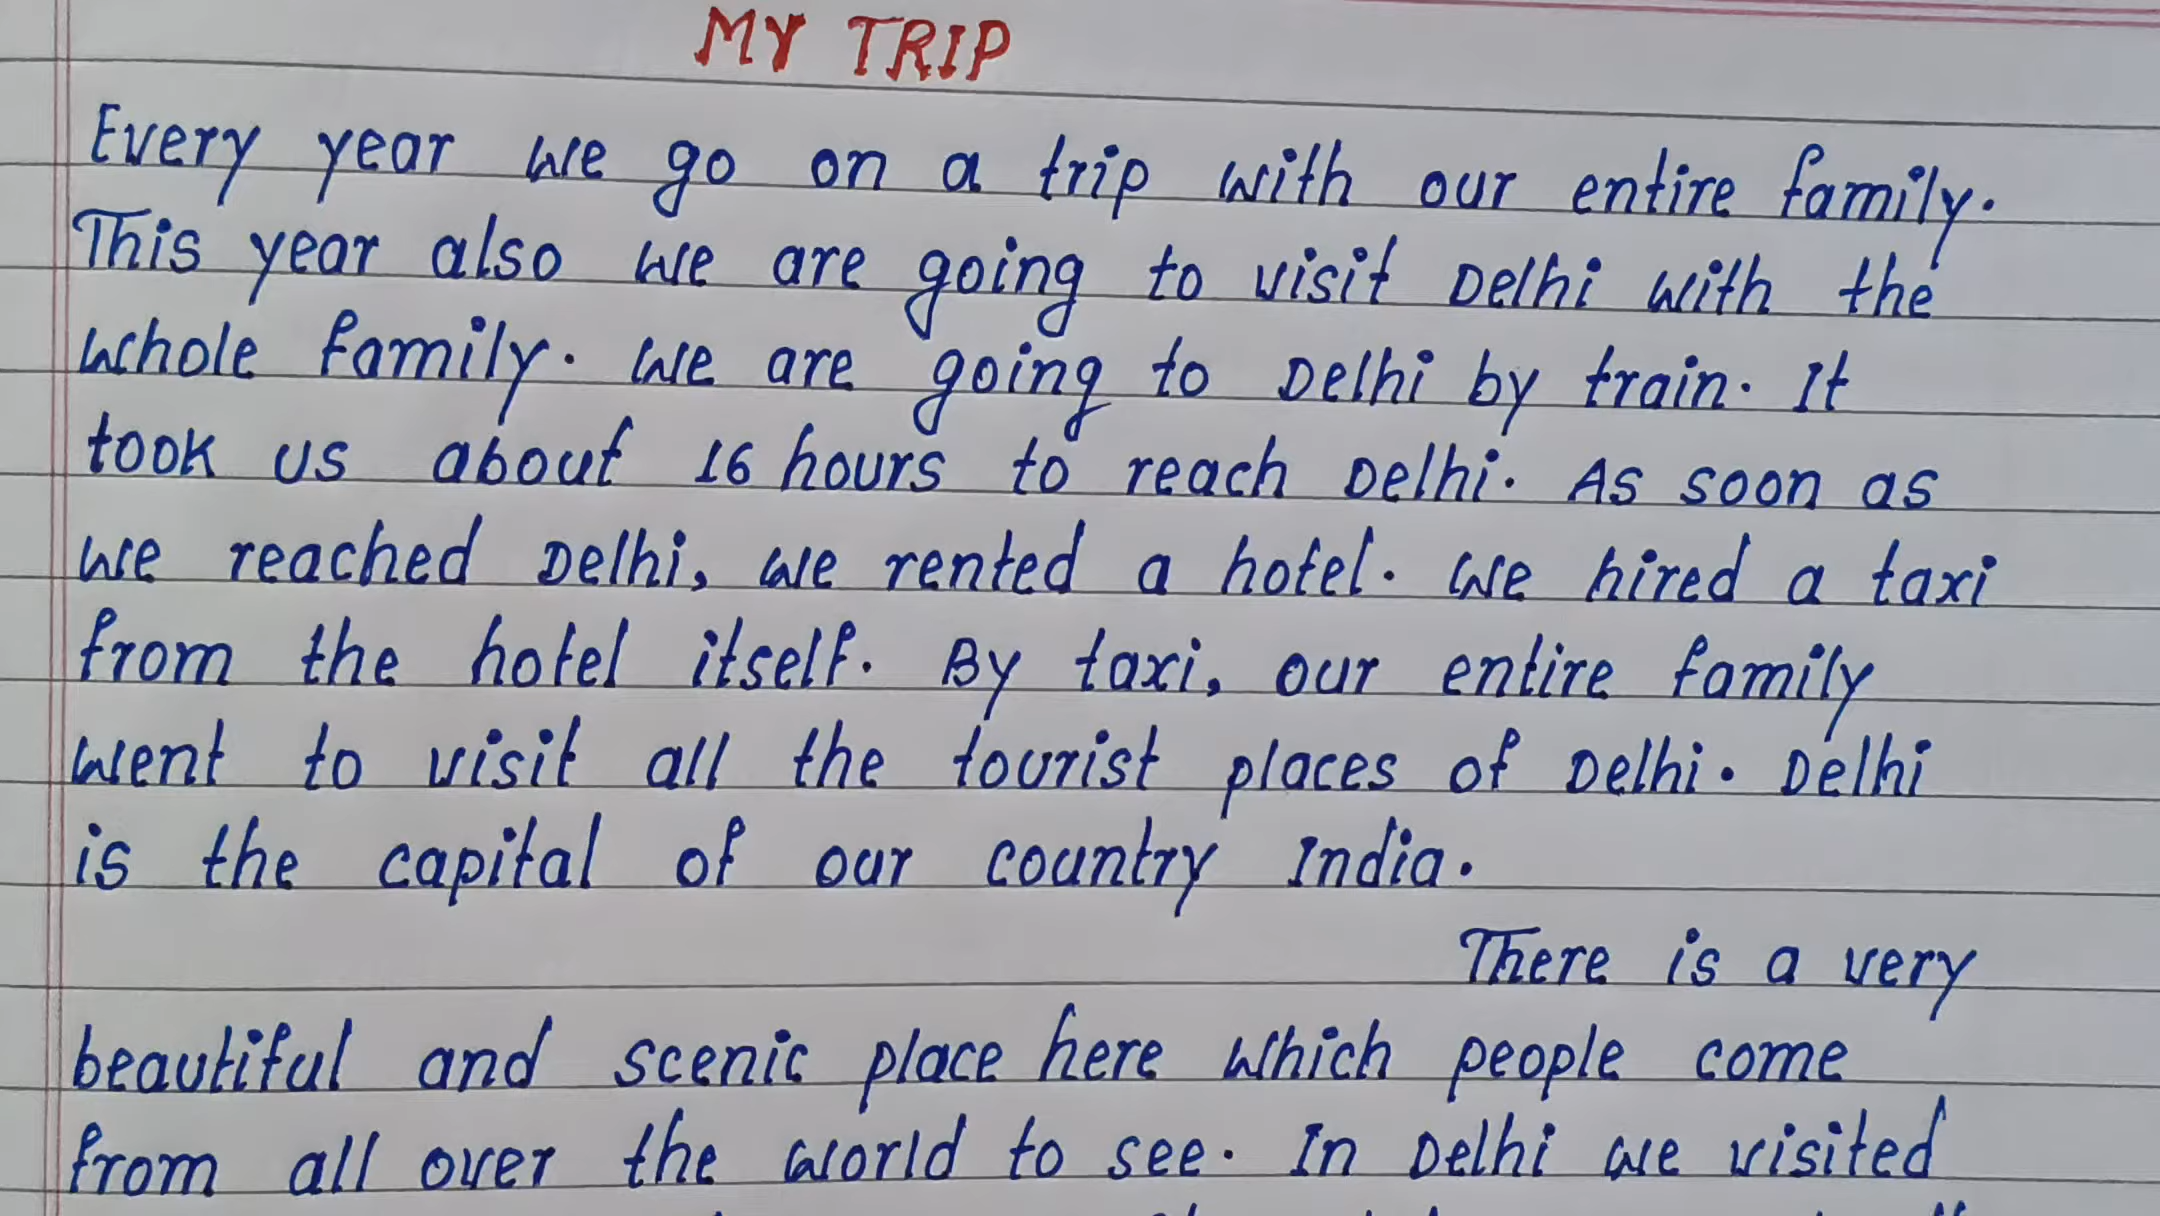 MY TRIP
Every year we go on a trip with our entire family.
This year also we are going to visit Delhi with the
whole family. We are going to Delhi by train. It
took us about 16 hours to reach Delhi. As soon as
we reached Delhi, we rented a hotel. We hired a taxi
from the hotel itself. By taxi, our entire family
went to visit all the tourist places of Delhi. Delhi
is the capital of our country India.
There is a very
beautiful and scenic place here which people come
from all over the world to see. In Delhi we visited